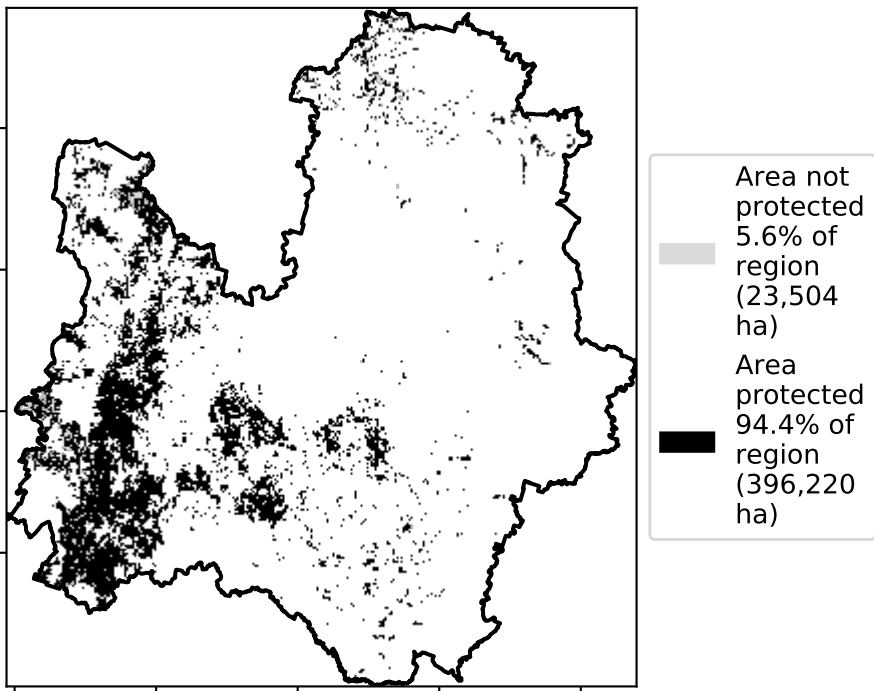 Area not
protected
5.6% of
region
(23,504
ha)
Area
protected
94.4% of
region
(396,220
ha)